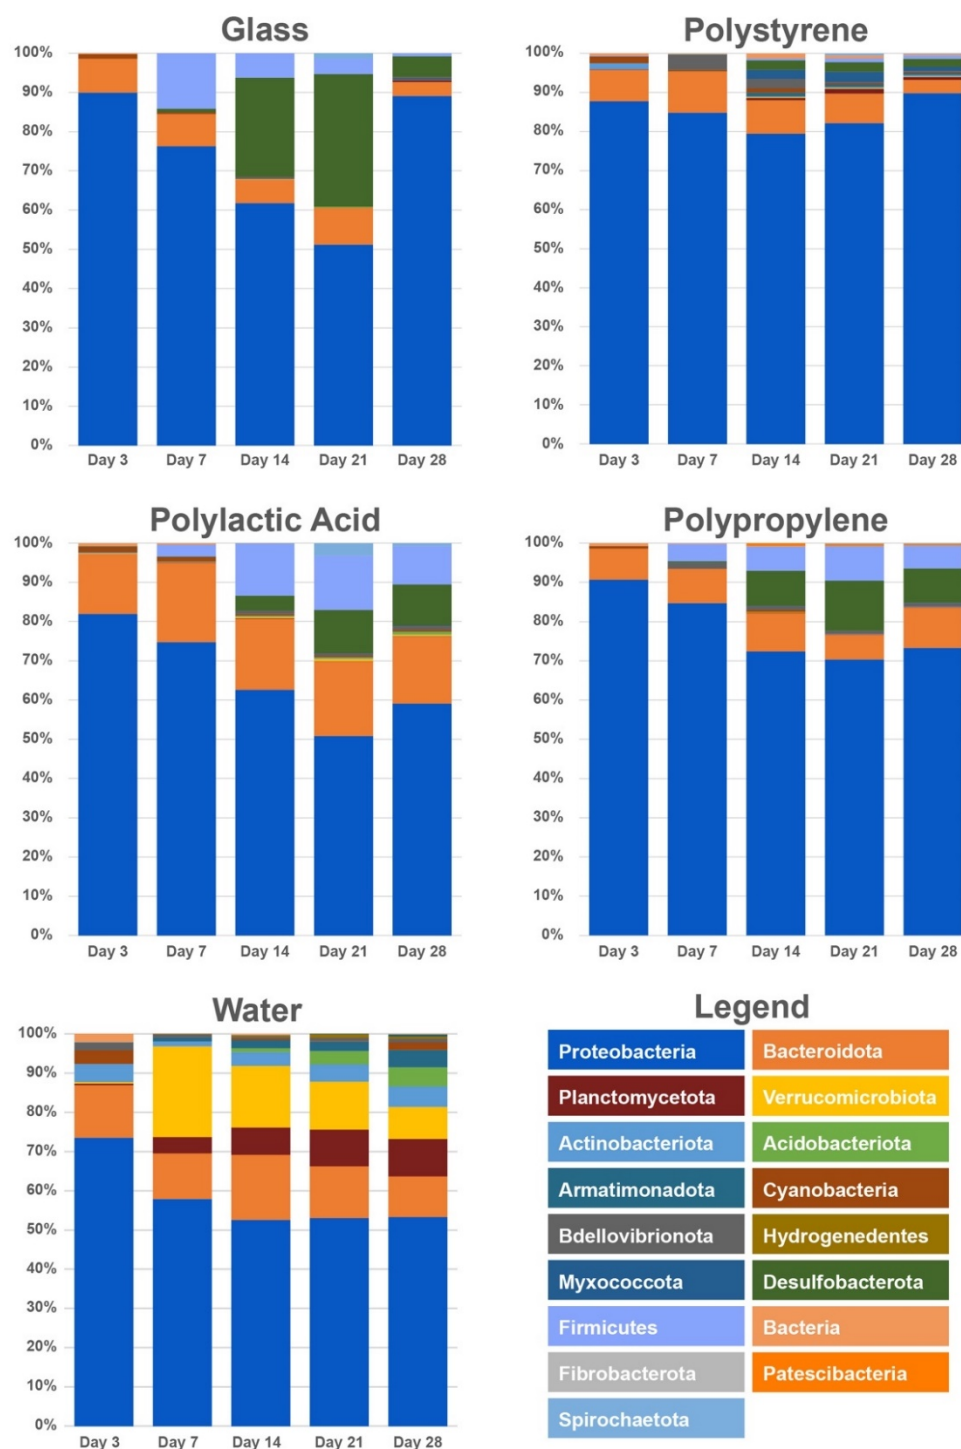 Glass
100%
90%
80%
70%
60%
50%
40%
30%
20%
10%
0%
Day 3 Day 7 Day 14 Day 21 Day 28
Polystyrene
100%
90%
80%
70%
60%
50%
40%
30%
20%
10%
0%
Day 3 Day 7 Day 14 Day 21 Day 28
Polylactic Acid
100%
90%
80%
70%
60%
50%
40%
30%
20%
10%
0%
Day 3 Day 7 Day 14 Day 21 Day 28
Polypropylene
100%
90%
80%
70%
60%
50%
40%
30%
20%
10%
0%
Day 3 Day 7 Day 14 Day 21 Day 28
Water
100%
90%
80%
70%
60%
50%
40%
30%
20%
10%
0%
Day 3 Day 7 Day 14 Day 21 Day 28
Legend
Proteobacteria Bacteroidota
Planctomycetota Verrucomicrobiota
Actinobacteriota Acidobacteriota
Armatimonadota Cyanobacteria
Bdellovibrionota Hydrogenedentes
Myxococcota Desulfobacterota
Firmicutes Bacteria
Fibrobacterota Patescibacteria
Spirochaetota